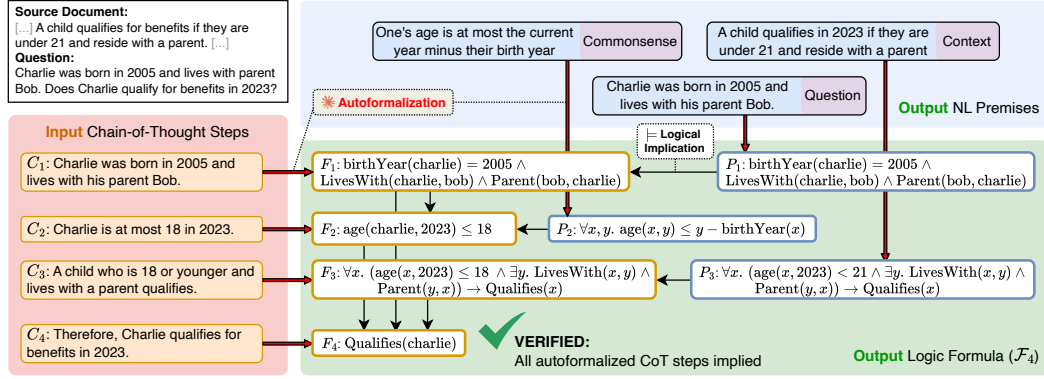 Source Document:
[...] A child qualifies for benefits if they are
under 21 and reside with a parent. [...]
Question:
Charlie was born in 2005 and lives with parent
Bob. Does Charlie qualify for benefits in 2023?
One's age is at most the current
year minus their birth year
Commonsense
A child qualifies in 2023 if they are
under 21 and reside with a parent
Context
Autoformalization
Charlie was born in 2005 and
lives with his parent Bob.
Question
Output NL Premises
Input Chain-of-Thought Steps
⊨ Logical
Implication
C₁: Charlie was born in 2005 and
lives with his parent Bob.
F₁: birthYear(charlie) = 2005 ∧
LivesWith(charlie, bob) ∧ Parent(bob, charlie)
P₁: birthYear(charlie) = 2005 ∧
LivesWith(charlie, bob) ∧ Parent(bob, charlie)
C₂: Charlie is at most 18 in 2023.
F₂: age(charlie, 2023) ≤ 18
P₂: ∀x, y. age(x, y) ≤ y − birthYear(x)
C₃: A child who is 18 or younger and
lives with a parent qualifies.
F₃: ∀x. (age(x, 2023) ≤ 18 ∧ ∃y. LivesWith(x, y) ∧
Parent(y, x)) → Qualifies(x)
P₃: ∀x. (age(x, 2023) < 21 ∧ ∃y. LivesWith(x, y) ∧
Parent(y, x)) → Qualifies(x)
C₄: Therefore, Charlie qualifies for
benefits in 2023.
F₄: Qualifies(charlie)
VERIFIED:
All autoformalized CoT steps implied
Output Logic Formula (ℱ₄)